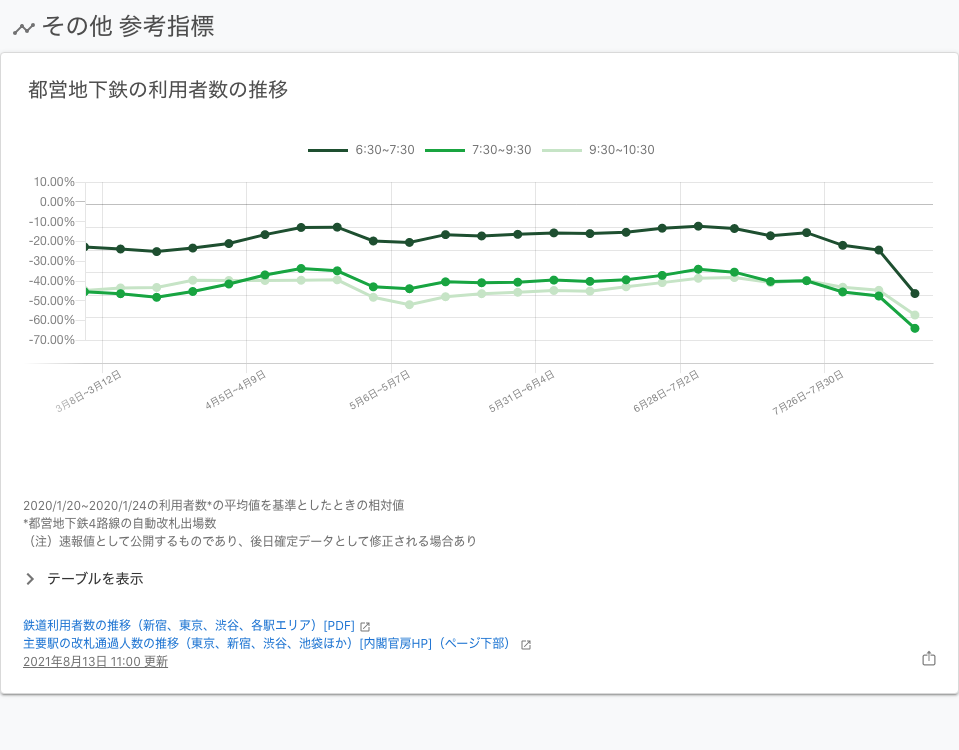 その他 参考指標
都営地下鉄の利用者数の推移
6:30~7:30 7:30~9:30 9:30~10:30
10.00%
0.00%
-10.00%
-20.00%
-30.00%
-40.00%
-50.00%
-60.00%
-70.00%
3月8日~3月12日 4月5日~4月9日 5月6日~5月7日 5月31日~6月4日 6月28日~7月2日 7月26日~7月30日
2020/1/20~2020/1/24の利用者数*の平均値を基準としたときの相対値
*都営地下鉄4路線の自動改札出場数
（注）速報値として公開するものであり、後日確定データとして修正される場合あり
テーブルを表示
鉄道利用者数の推移（新宿、東京、渋谷、各駅エリア）[PDF]
主要駅の改札通過人数の推移（東京、新宿、渋谷、池袋ほか）[内閣官房HP]（ページ下部）
2021年8月13日 11:00 更新